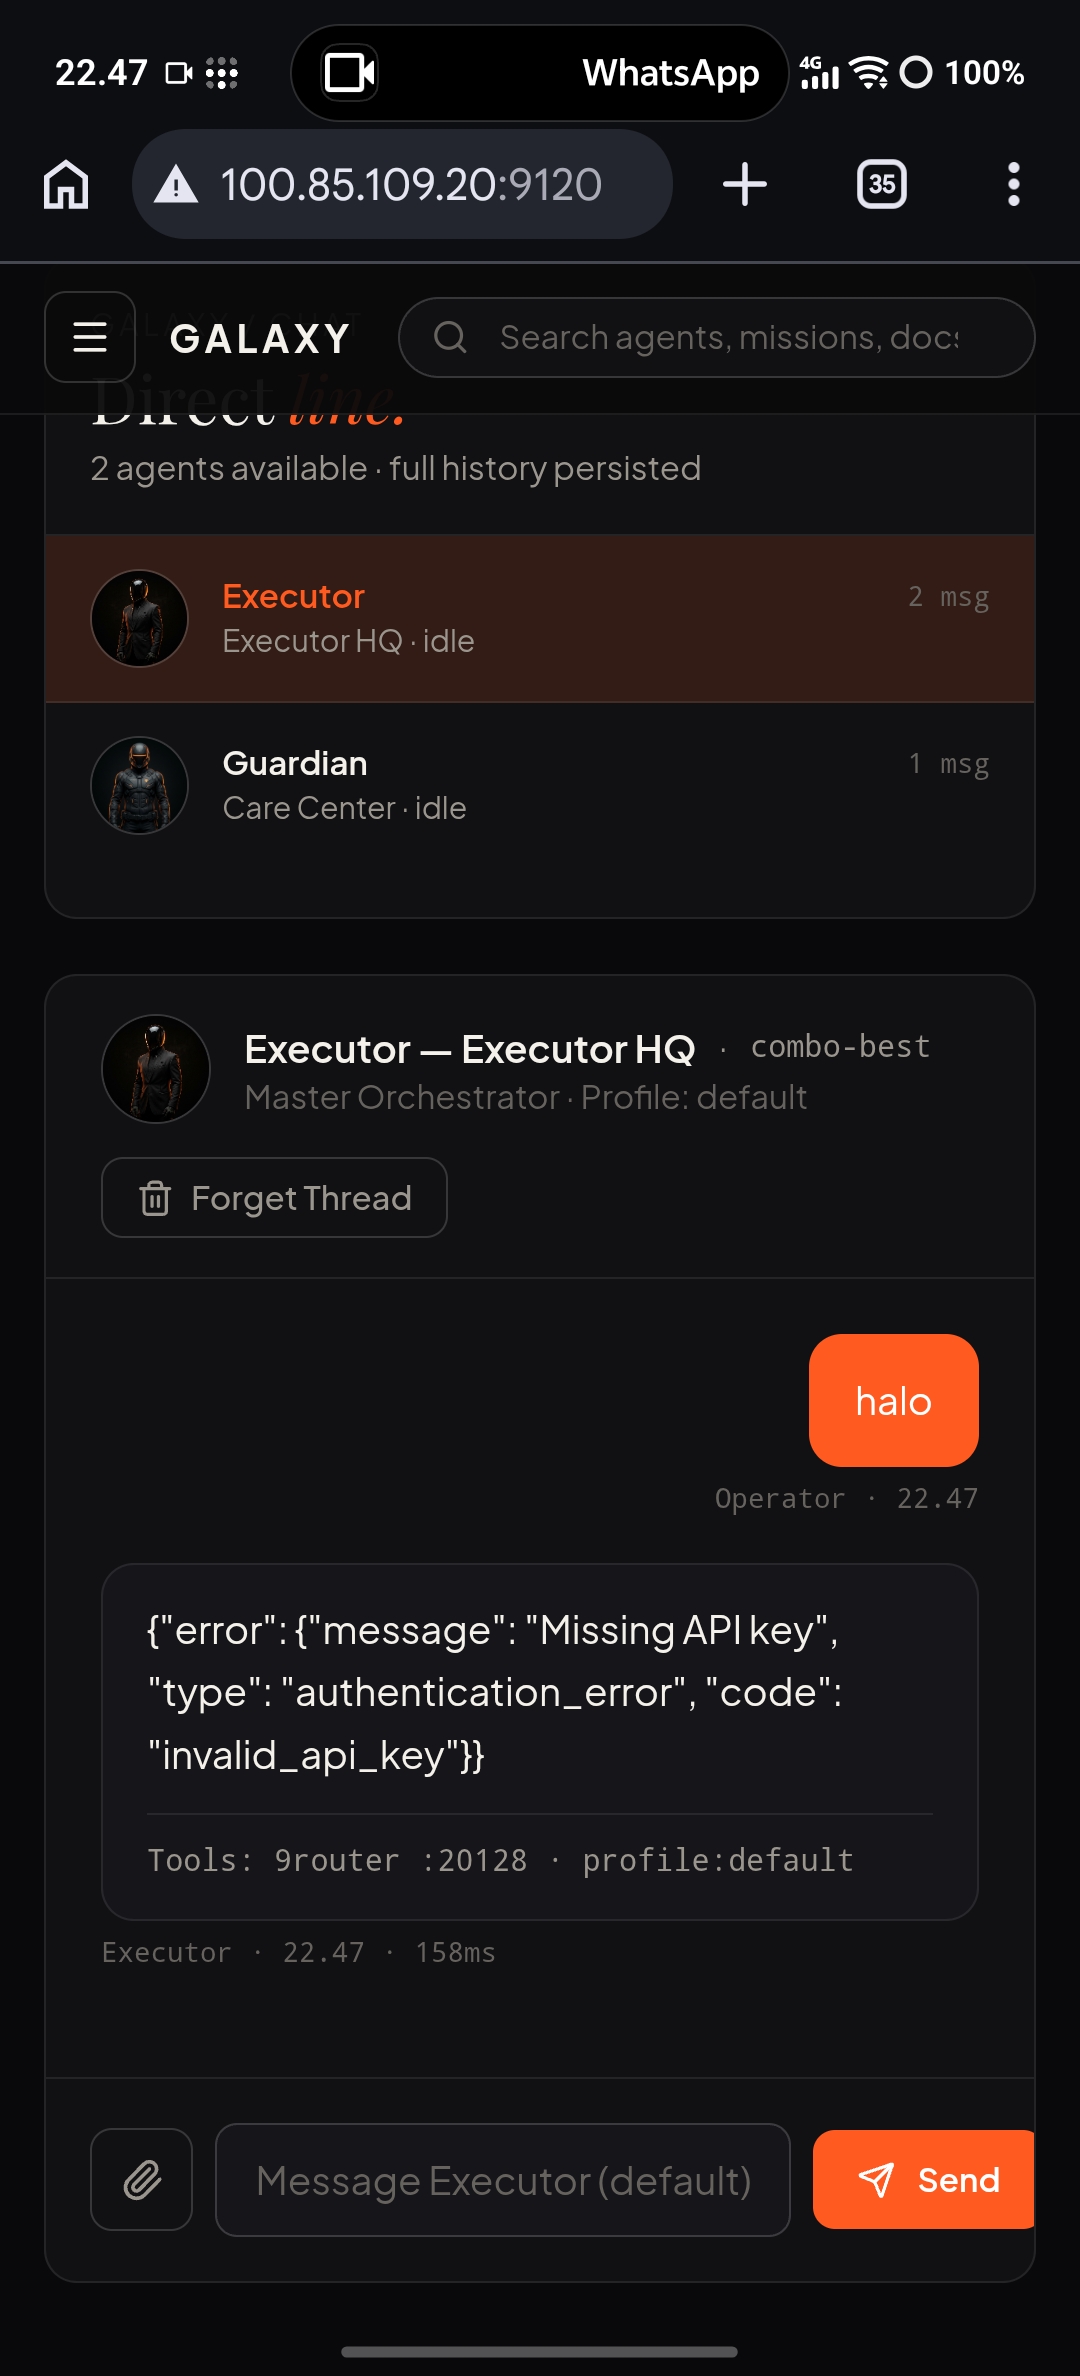 22.47
WhatsApp
4G
100%
100.85.109.20:9120
35
GALAXY / CHAT
GALAXY
Search agents, missions, docs
Direct line.
2 agents available · full history persisted
Executor
2 msg
Executor HQ · idle
Guardian
1 msg
Care Center · idle
Executor — Executor HQ · combo-best
Master Orchestrator · Profile: default
Forget Thread
halo
Operator · 22.47
{"error": {"message": "Missing API key",
"type": "authentication_error", "code":
"invalid_api_key"}}
Tools: 9router :20128 · profile:default
Executor · 22.47 · 158ms
Message Executor (default)
Send